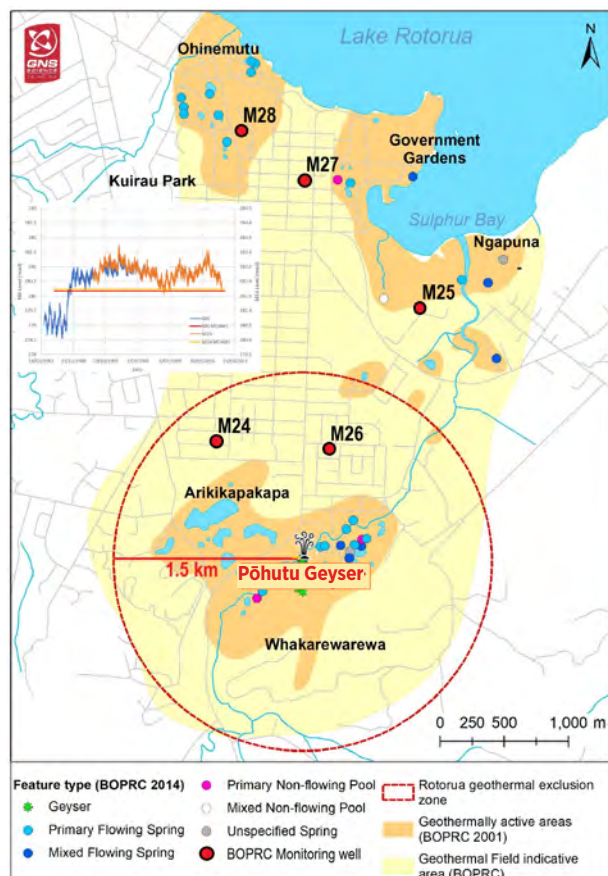 GNS
SCIENCE
Lake Rotorua
N
Ohinemutu
M28
M27
Government
Gardens
Kuirau Park
Sulphur Bay
Ngapuna
M25
M24
M26
Arikikapakapa
1.5 km
Pōhutu Geyser
Whakarewarewa
0 250 500 1,000 m
Feature type (BOPRC 2014)
Geyser
Primary Flowing Spring
Mixed Flowing Spring
Primary Non-flowing Pool
Mixed Non-flowing Pool
Unspecified Spring
BOPRC Monitoring well
Rotorua geothermal exclusion
zone
Geothermally active areas
(BOPRC 2001)
Geothermal Field indicative
area (BOPRC)